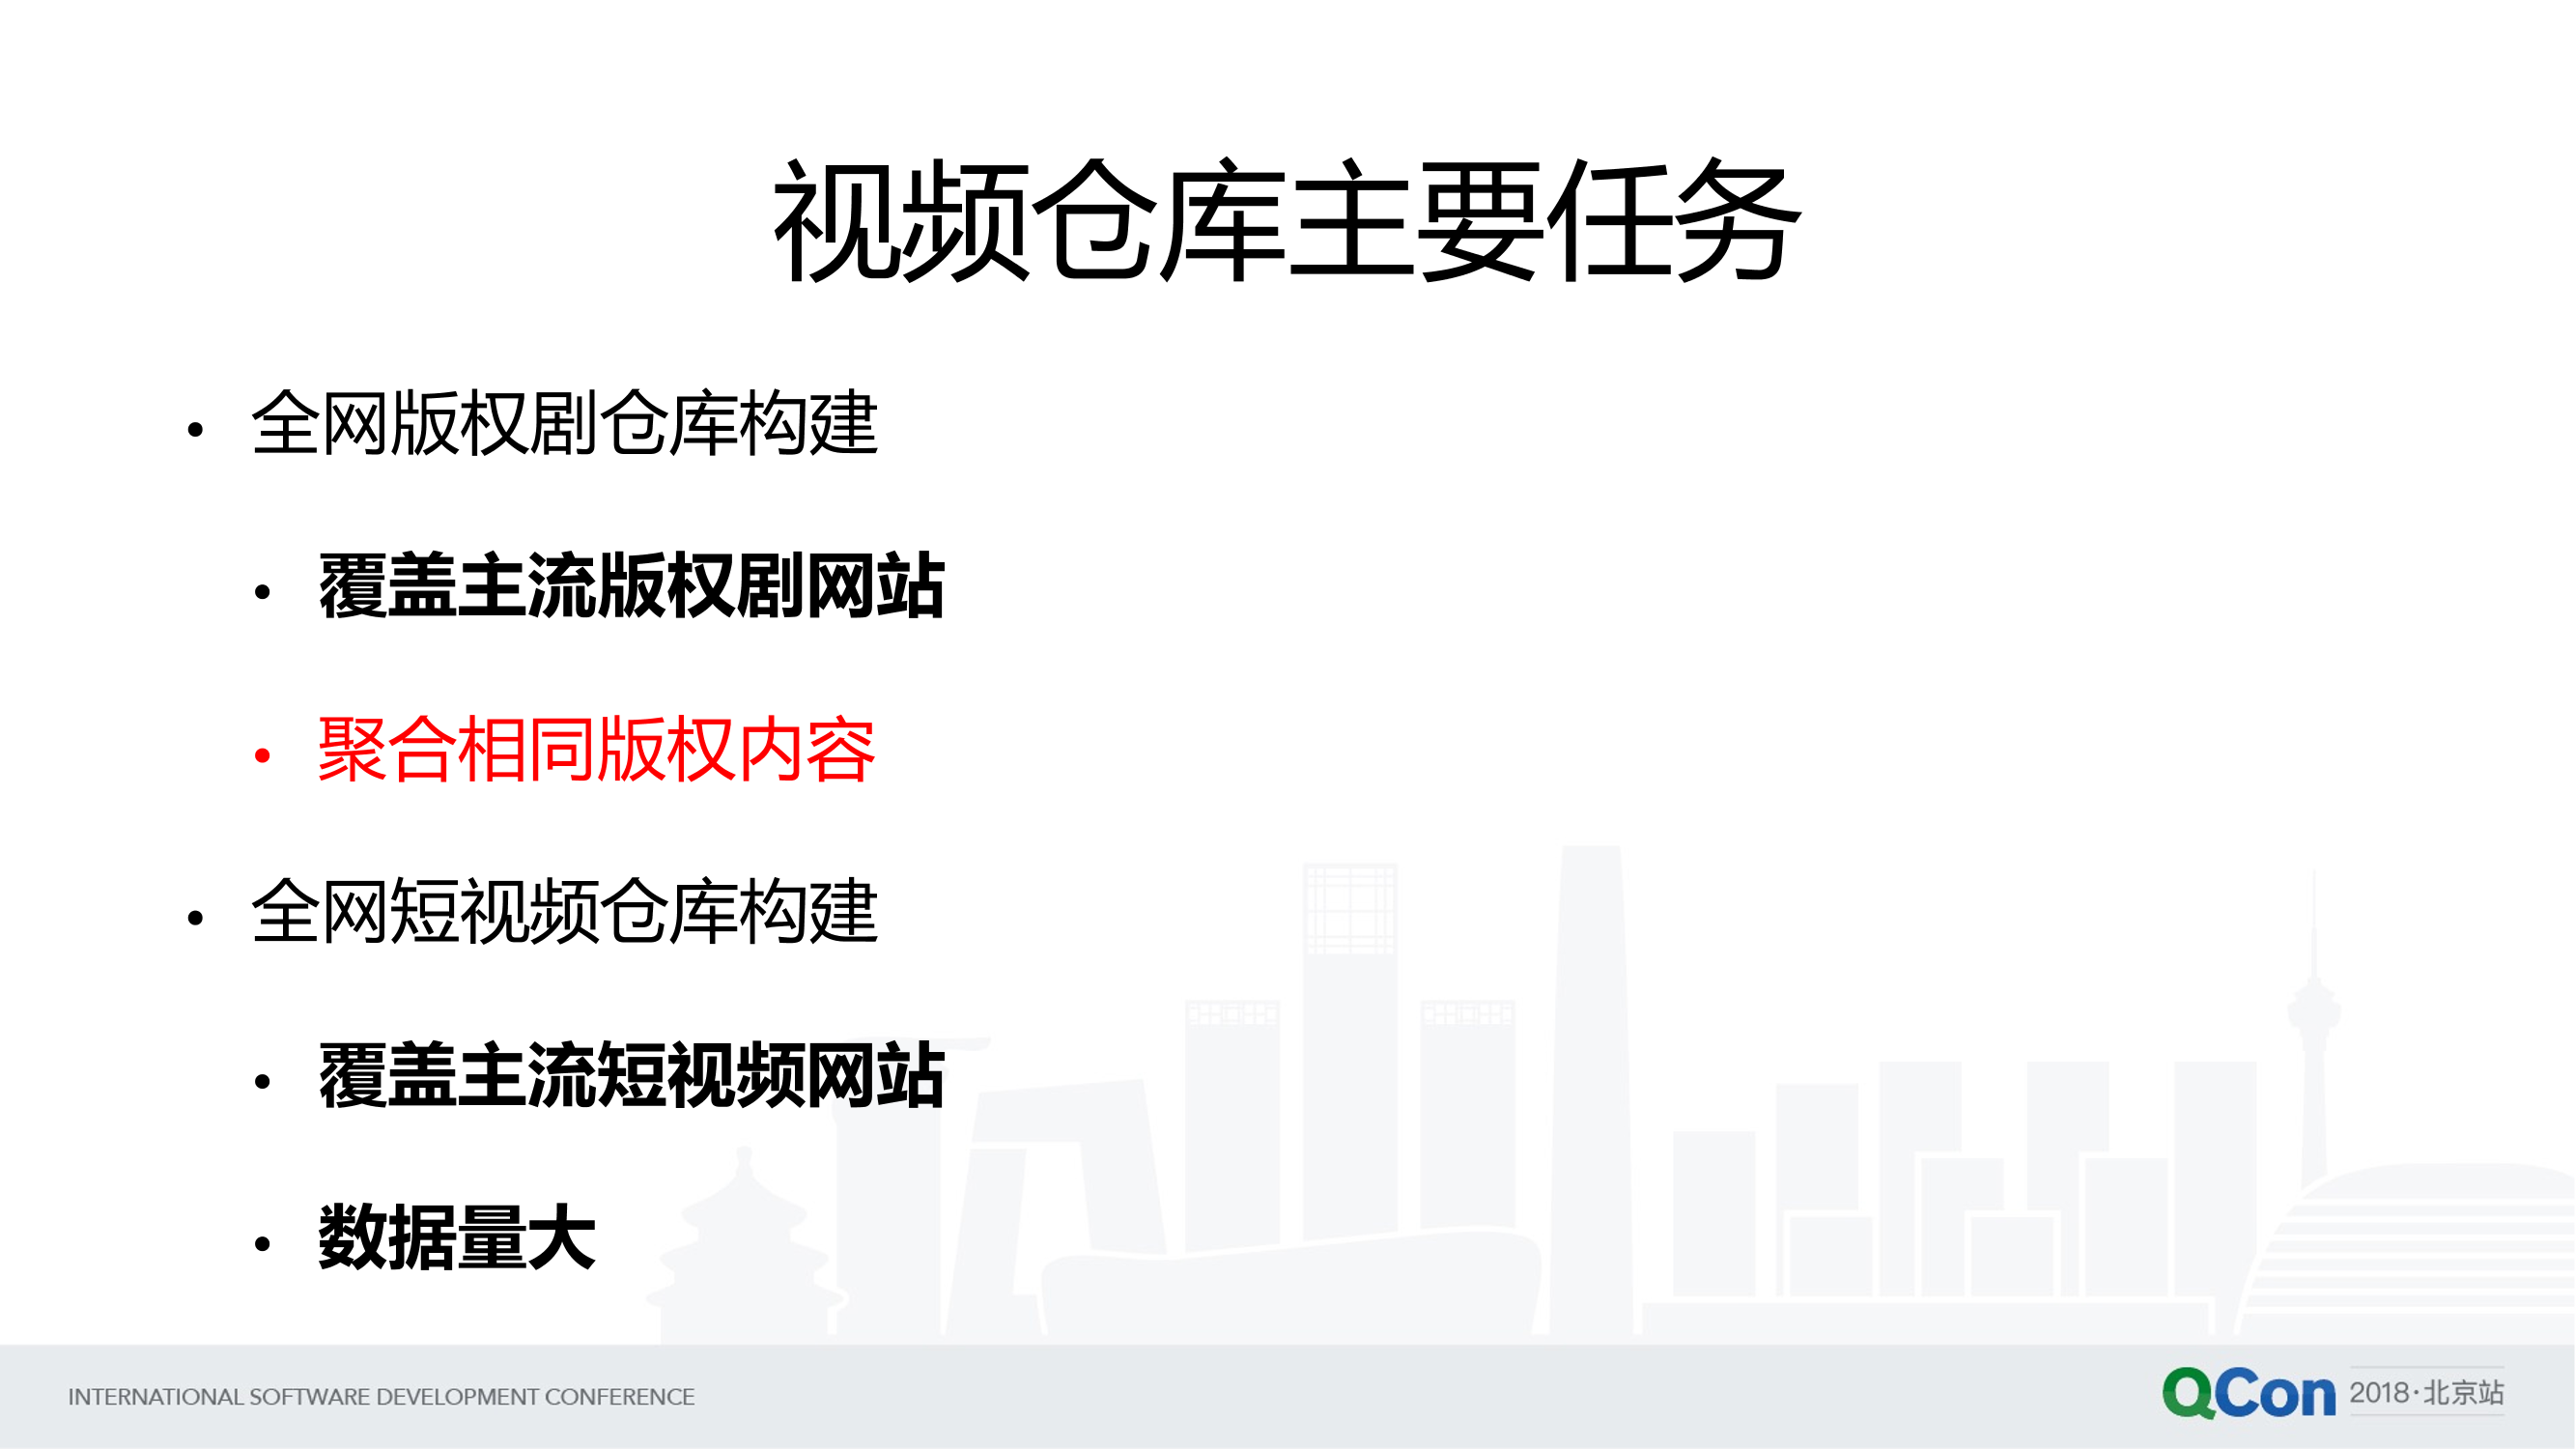 视频仓库主要任务
• 全网版权剧仓库构建
• 覆盖主流版权剧网站
• 聚合相同版权内容
• 全网短视频仓库构建
• 覆盖主流短视频网站
• 数据量大
INTERNATIONAL SOFTWARE DEVELOPMENT CONFERENCE
QCon 2018·北京站